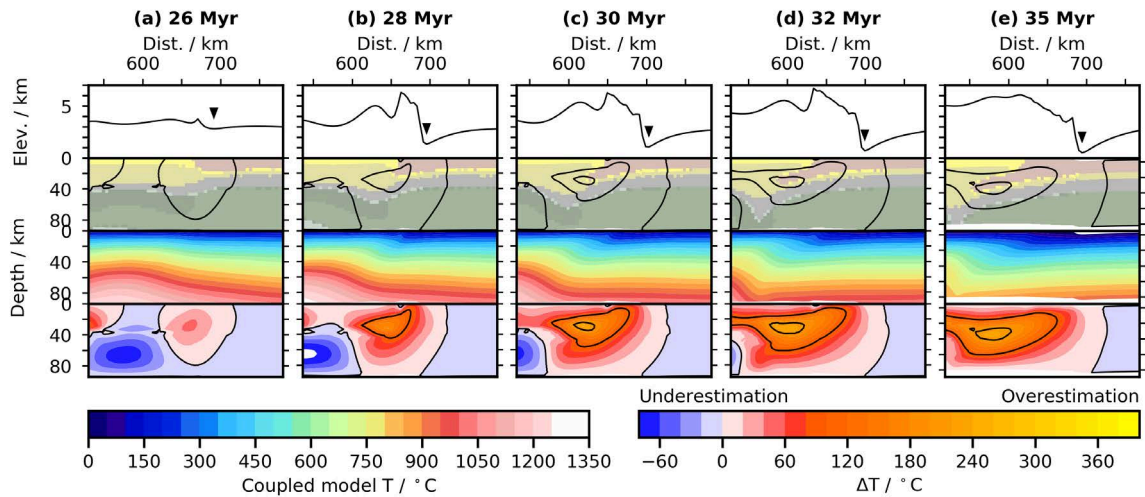 (a) 26 Myr (b) 28 Myr (c) 30 Myr (d) 32 Myr (e) 35 Myr
Dist. / km Dist. / km Dist. / km Dist. / km Dist. / km
600 700 600 700 600 700 600 700 600 700
Elev. / km
5
0
40
80
0
Depth / km
40
80
0
40
80
Underestimation Overestimation
0 150 300 450 600 750 900 1050 1200 1350
Coupled model T / °C
−60 0 60 120 180 240 300 360
ΔT / °C